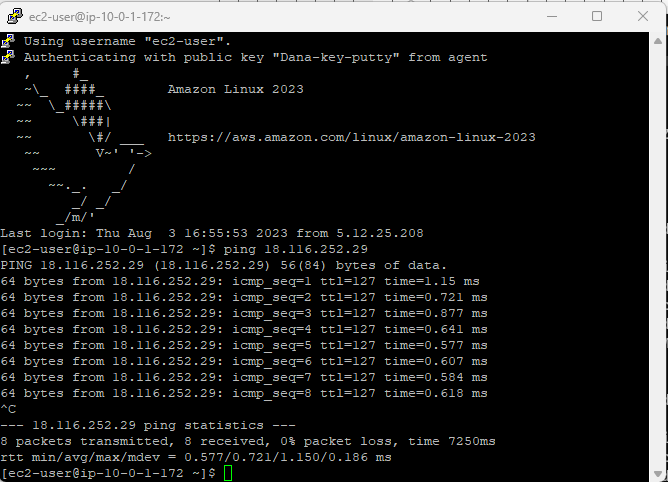 ec2-user@ip-10-0-1-172:~
Using username "ec2-user".
Authenticating with public key "Dana-key-putty" from agent
   ,     #_
   ~\_  ####_        Amazon Linux 2023
  ~~  \_#####\
  ~~     \###|
  ~~       \#/ ___   https://aws.amazon.com/linux/amazon-linux-2023
   ~~       V~' '->
    ~~~         /
      ~~._.   _/
         _/ _/
       _/m/'
Last login: Thu Aug  3 16:55:53 2023 from 5.12.25.208
[ec2-user@ip-10-0-1-172 ~]$ ping 18.116.252.29
PING 18.116.252.29 (18.116.252.29) 56(84) bytes of data.
64 bytes from 18.116.252.29: icmp_seq=1 ttl=127 time=1.15 ms
64 bytes from 18.116.252.29: icmp_seq=2 ttl=127 time=0.721 ms
64 bytes from 18.116.252.29: icmp_seq=3 ttl=127 time=0.877 ms
64 bytes from 18.116.252.29: icmp_seq=4 ttl=127 time=0.641 ms
64 bytes from 18.116.252.29: icmp_seq=5 ttl=127 time=0.577 ms
64 bytes from 18.116.252.29: icmp_seq=6 ttl=127 time=0.607 ms
64 bytes from 18.116.252.29: icmp_seq=7 ttl=127 time=0.584 ms
64 bytes from 18.116.252.29: icmp_seq=8 ttl=127 time=0.618 ms
^C
--- 18.116.252.29 ping statistics ---
8 packets transmitted, 8 received, 0% packet loss, time 7250ms
rtt min/avg/max/mdev = 0.577/0.721/1.150/0.186 ms
[ec2-user@ip-10-0-1-172 ~]$